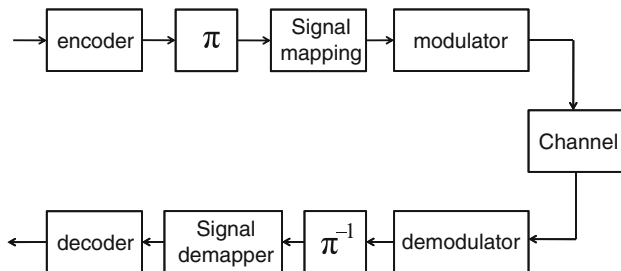 encoder
π
Signal
mapping
modulator
Channel
decoder
Signal
demapper
π⁻¹
demodulator